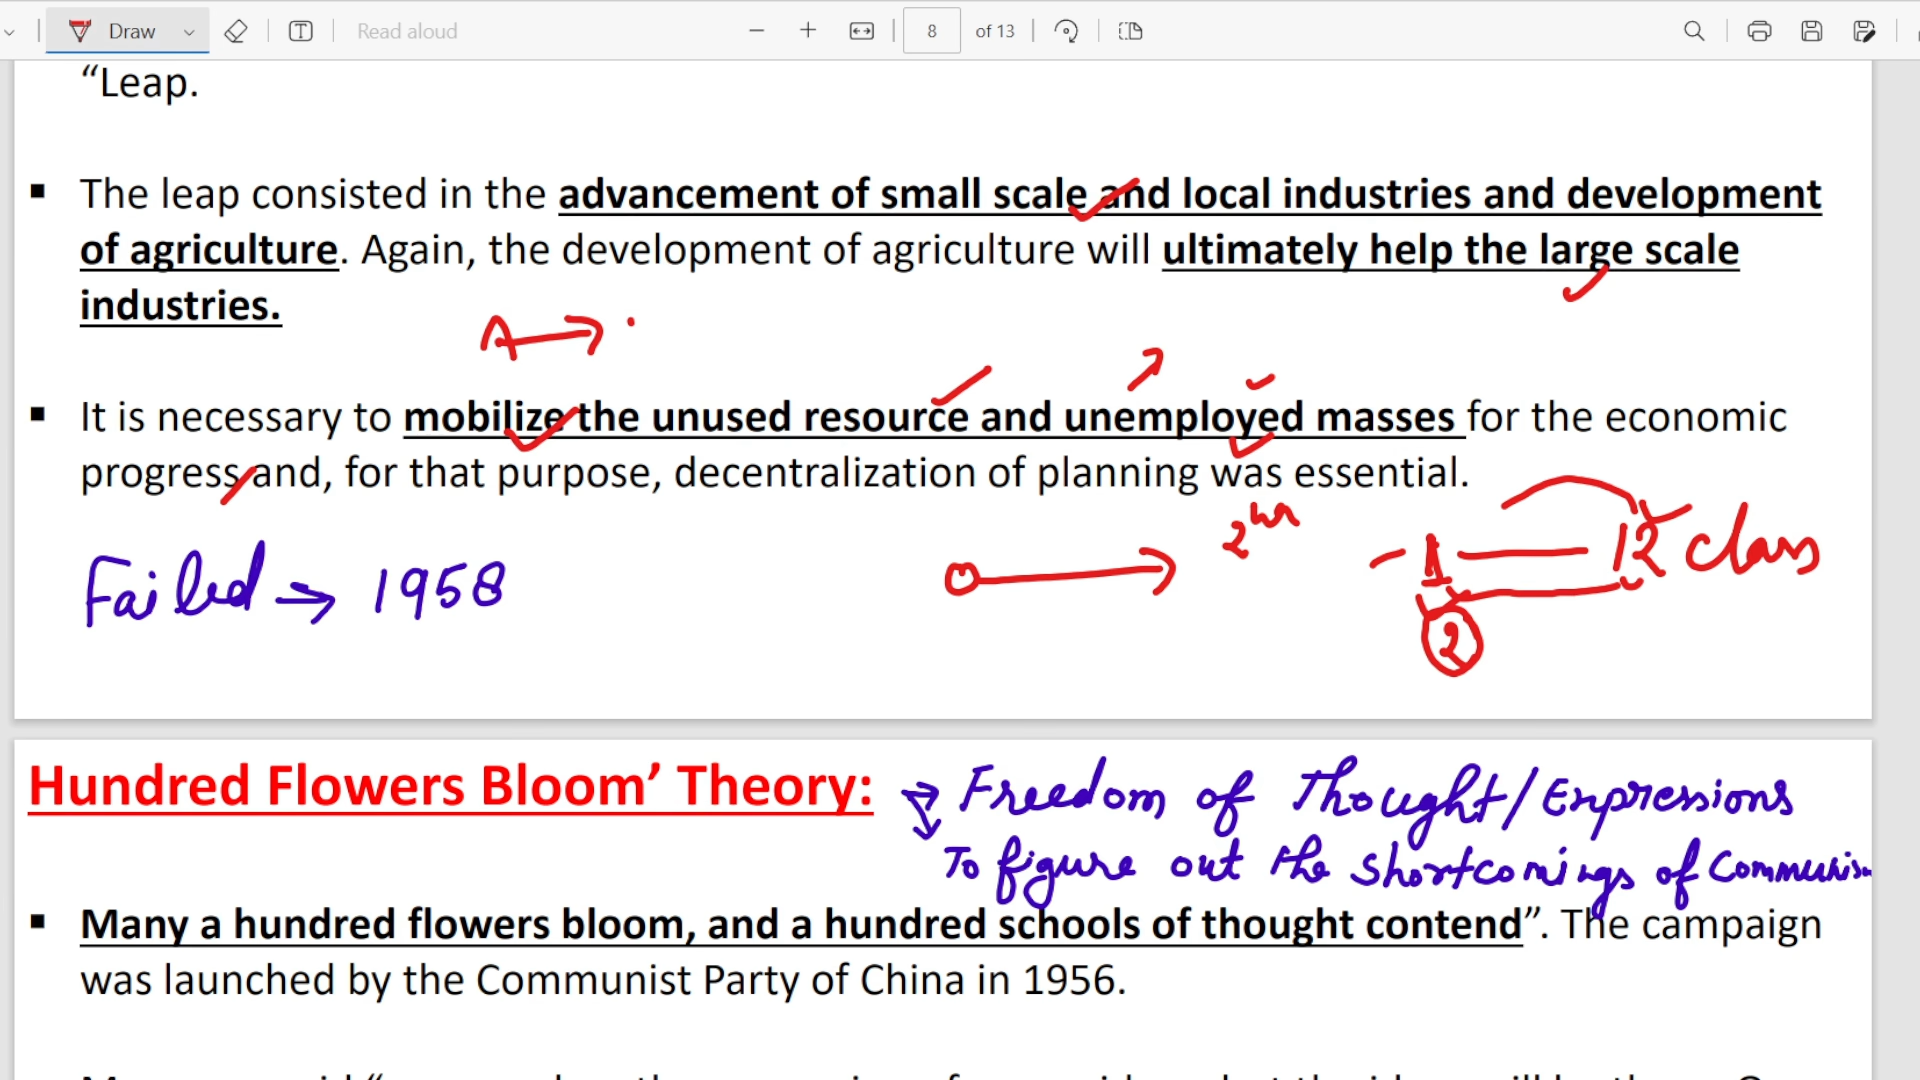 Draw Read aloud 8 of 13
“Leap.
▪ The leap consisted in the advancement of small scale and local industries and development
of agriculture. Again, the development of agriculture will ultimately help the large scale
industries.
A →
▪ It is necessary to mobilize the unused resource and unemployed masses for the economic
progress and, for that purpose, decentralization of planning was essential.
2hr
1 — 12 class
Failed → 1958
2
Hundred Flowers Bloom’ Theory: → Freedom of Thought/Expressions
To figure out the shortcomings of Communism
▪ Many a hundred flowers bloom, and a hundred schools of thought contend”. The campaign
was launched by the Communist Party of China in 1956.